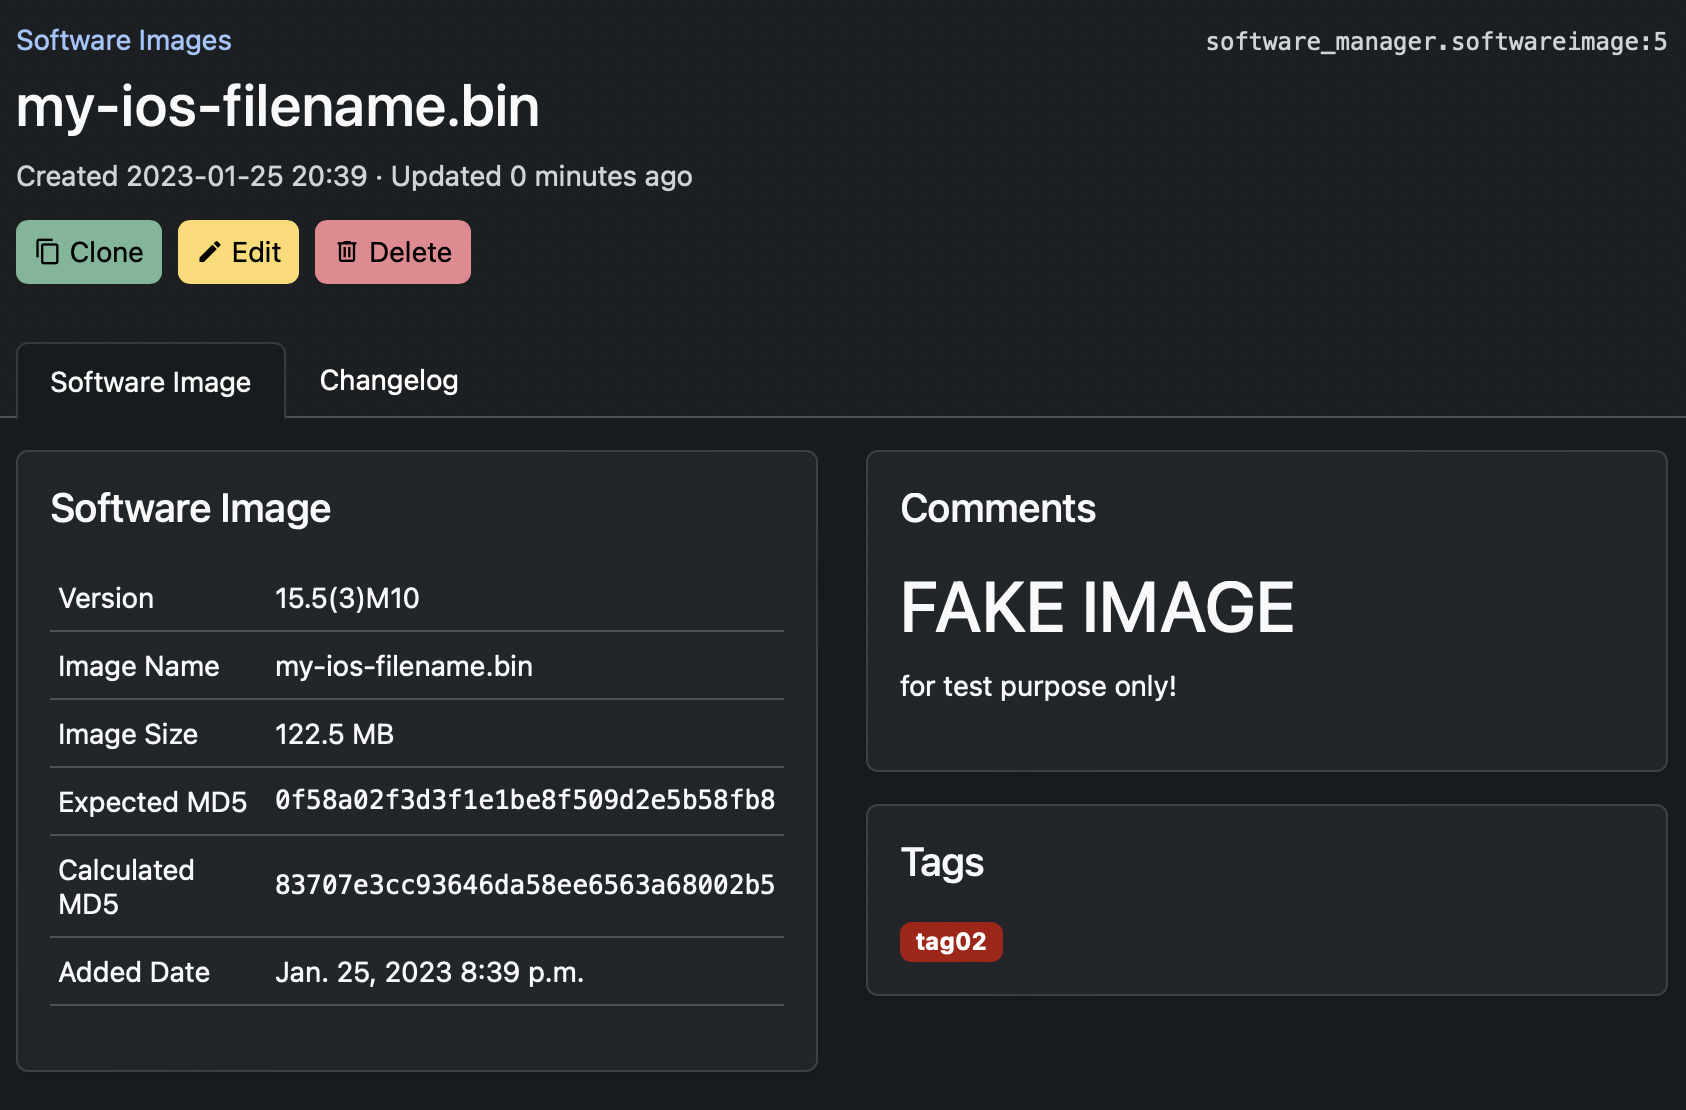 Software Images
software_manager.softwareimage:5
my-ios-filename.bin
Created 2023-01-25 20:39 · Updated 0 minutes ago
Clone
Edit
Delete
Software Image
Changelog
Software Image
Version 15.5(3)M10
Image Name my-ios-filename.bin
Image Size 122.5 MB
Expected MD5 0f58a02f3d3f1e1be8f509d2e5b58fb8
Calculated
MD5
83707e3cc93646da58ee6563a68002b5
Added Date Jan. 25, 2023 8:39 p.m.
Comments
FAKE IMAGE
for test purpose only!
Tags
tag02